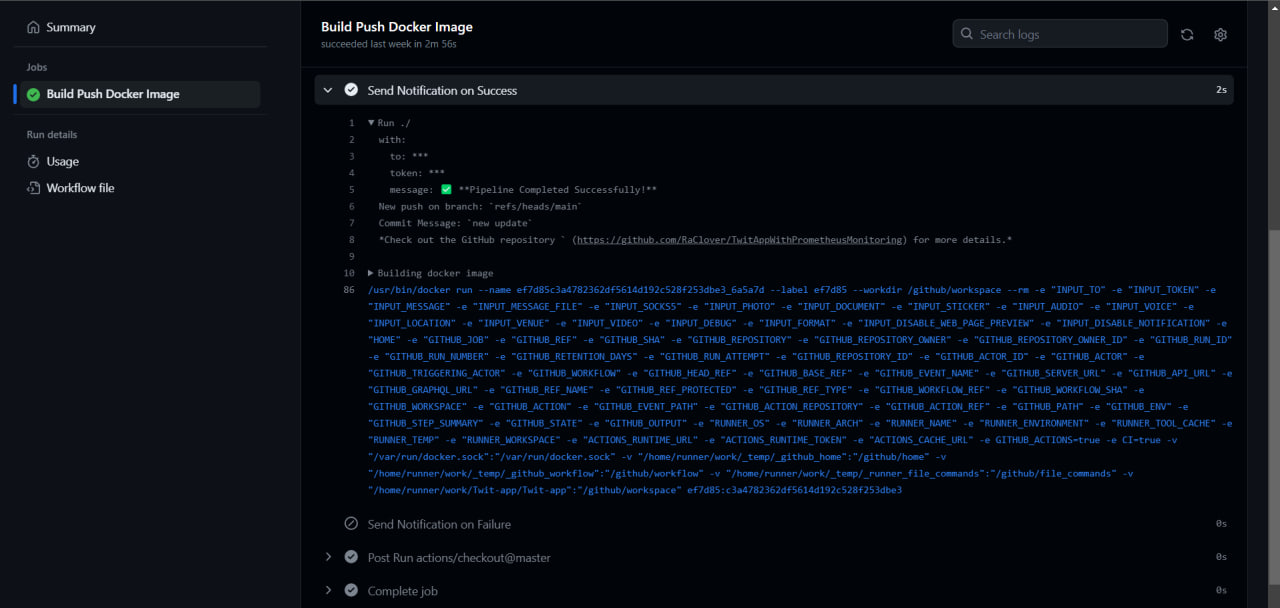 Summary
Jobs
Build Push Docker Image
Run details
Usage
Workflow file
Build Push Docker Image
succeeded last week in 2m 56s
Search logs
Send Notification on Success 2s
1 ▼Run ./
2 with:
3 to: ***
4 token: ***
5 message: ✅ **Pipeline Completed Successfully!**
6 New push on branch: `refs/heads/main`
7 Commit Message: `new update`
8 *Check out the GitHub repository ` (https://github.com/RaClover/TwitAppWithPrometheusMonitoring) for more details.*
9
10 ▶Building docker image
86 /usr/bin/docker run --name ef7d85c3a4782362df5614d192c528f253dbe3_6a5a7d --label ef7d85 --workdir /github/workspace --rm -e "INPUT_TO" -e "INPUT_TOKEN" -e
"INPUT_MESSAGE" -e "INPUT_MESSAGE_FILE" -e "INPUT_SOCKS5" -e "INPUT_PHOTO" -e "INPUT_DOCUMENT" -e "INPUT_STICKER" -e "INPUT_AUDIO" -e "INPUT_VOICE" -e
"INPUT_LOCATION" -e "INPUT_VENUE" -e "INPUT_VIDEO" -e "INPUT_DEBUG" -e "INPUT_FORMAT" -e "INPUT_DISABLE_WEB_PAGE_PREVIEW" -e "INPUT_DISABLE_NOTIFICATION" -e
"HOME" -e "GITHUB_JOB" -e "GITHUB_REF" -e "GITHUB_SHA" -e "GITHUB_REPOSITORY" -e "GITHUB_REPOSITORY_OWNER" -e "GITHUB_REPOSITORY_OWNER_ID" -e "GITHUB_RUN_ID"
-e "GITHUB_RUN_NUMBER" -e "GITHUB_RETENTION_DAYS" -e "GITHUB_RUN_ATTEMPT" -e "GITHUB_REPOSITORY_ID" -e "GITHUB_ACTOR_ID" -e "GITHUB_ACTOR" -e
"GITHUB_TRIGGERING_ACTOR" -e "GITHUB_WORKFLOW" -e "GITHUB_HEAD_REF" -e "GITHUB_BASE_REF" -e "GITHUB_EVENT_NAME" -e "GITHUB_SERVER_URL" -e "GITHUB_API_URL" -e
"GITHUB_GRAPHQL_URL" -e "GITHUB_REF_NAME" -e "GITHUB_REF_PROTECTED" -e "GITHUB_REF_TYPE" -e "GITHUB_WORKFLOW_REF" -e "GITHUB_WORKFLOW_SHA" -e
"GITHUB_WORKSPACE" -e "GITHUB_ACTION" -e "GITHUB_EVENT_PATH" -e "GITHUB_ACTION_REPOSITORY" -e "GITHUB_ACTION_REF" -e "GITHUB_PATH" -e "GITHUB_ENV" -e
"GITHUB_STEP_SUMMARY" -e "GITHUB_STATE" -e "GITHUB_OUTPUT" -e "RUNNER_OS" -e "RUNNER_ARCH" -e "RUNNER_NAME" -e "RUNNER_ENVIRONMENT" -e "RUNNER_TOOL_CACHE" -e
"RUNNER_TEMP" -e "RUNNER_WORKSPACE" -e "ACTIONS_RUNTIME_URL" -e "ACTIONS_RUNTIME_TOKEN" -e "ACTIONS_CACHE_URL" -e GITHUB_ACTIONS=true -e CI=true -v
"/var/run/docker.sock":"/var/run/docker.sock" -v "/home/runner/work/_temp/_github_home":"/github/home" -v
"/home/runner/work/_temp/_github_workflow":"/github/workflow" -v "/home/runner/work/_temp/_runner_file_commands":"/github/file_commands" -v
"/home/runner/work/Twit-app/Twit-app":"/github/workspace" ef7d85:c3a4782362df5614d192c528f253dbe3
Send Notification on Failure 0s
Post Run actions/checkout@master 0s
Complete job 0s